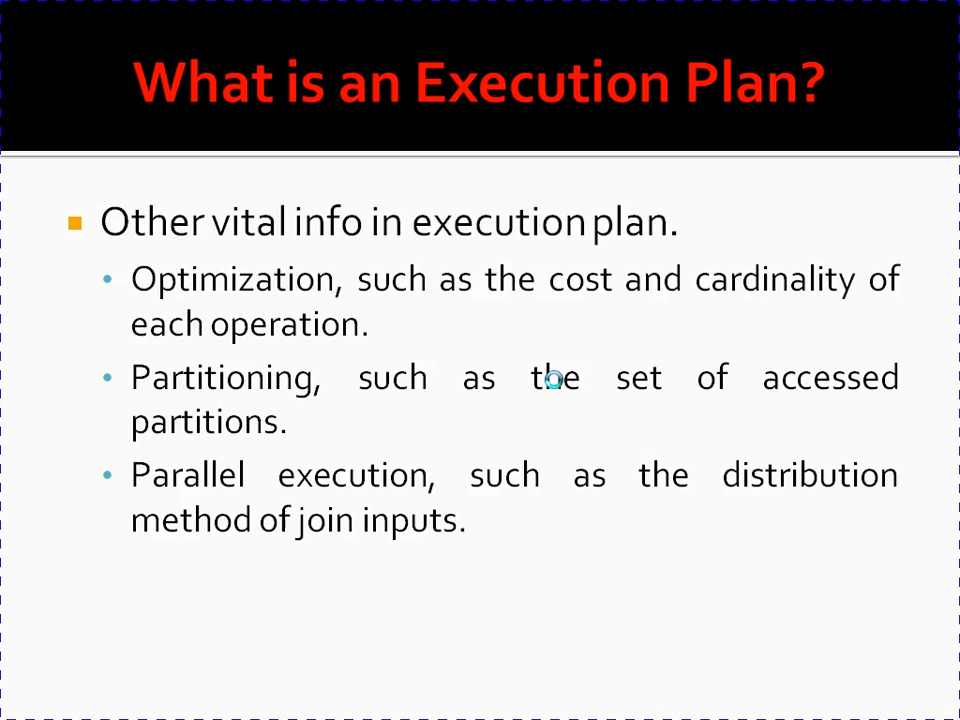 What is an Execution Plan?
Other vital info in execution plan.
Optimization, such as the cost and cardinality of
each operation.
Partitioning, such as the set of accessed
partitions.
Parallel execution, such as the distribution
method of join inputs.